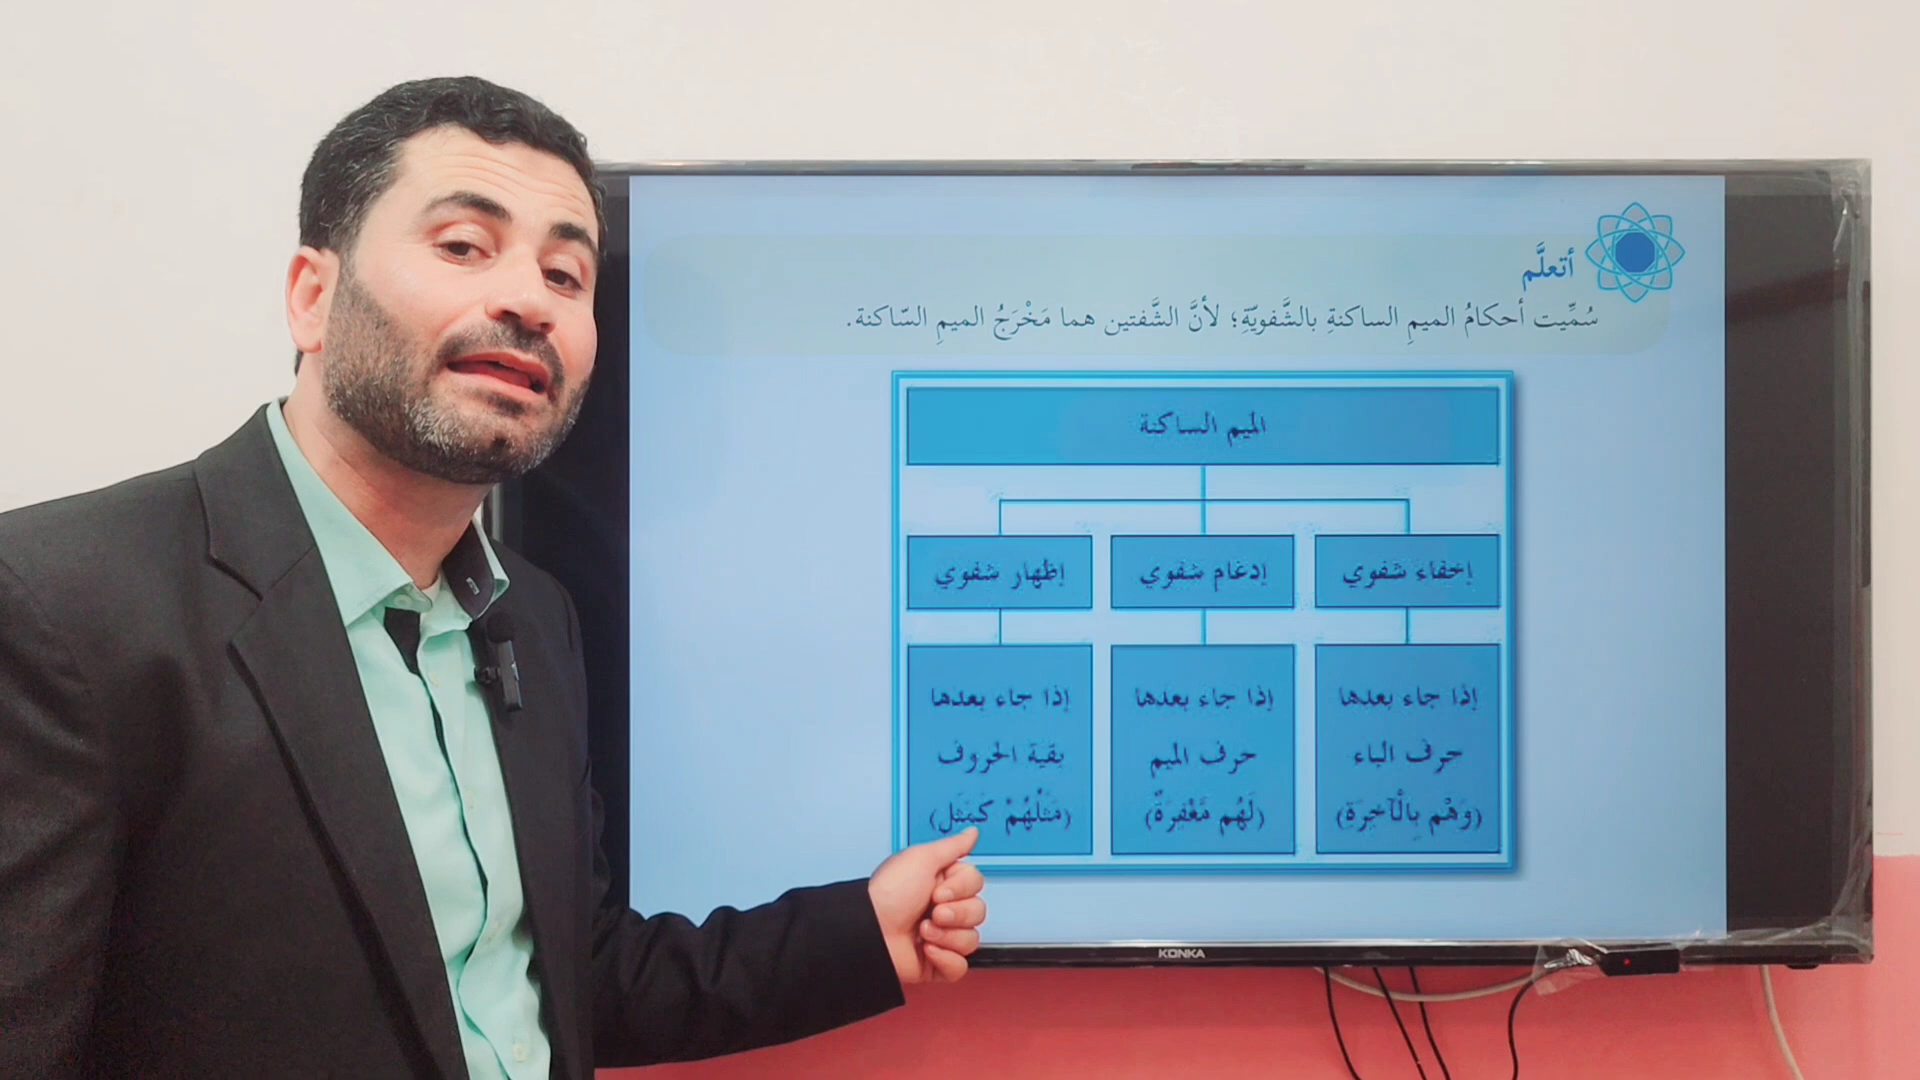 أتعلَّم
سُمِّيت أحكامُ الميمِ الساكنةِ بالشَّفويّةِ؛ لأنَّ الشَّفتين هما مَخْرَجُ الميمِ السّاكنة.
الميم الساكنة
إخفاء شفوي
إدغام شفوي
إظهار شفوي
إذا جاء بعدها
حرف الباء
(وَهُم بِالْآخِرَةِ)
إذا جاء بعدها
حرف الميم
(لَهُم مَّغْفِرَةٌ)
إذا جاء بعدها
بقية الحروف
(مَثَلُهُمْ كَمَثَلِ)
KONKA